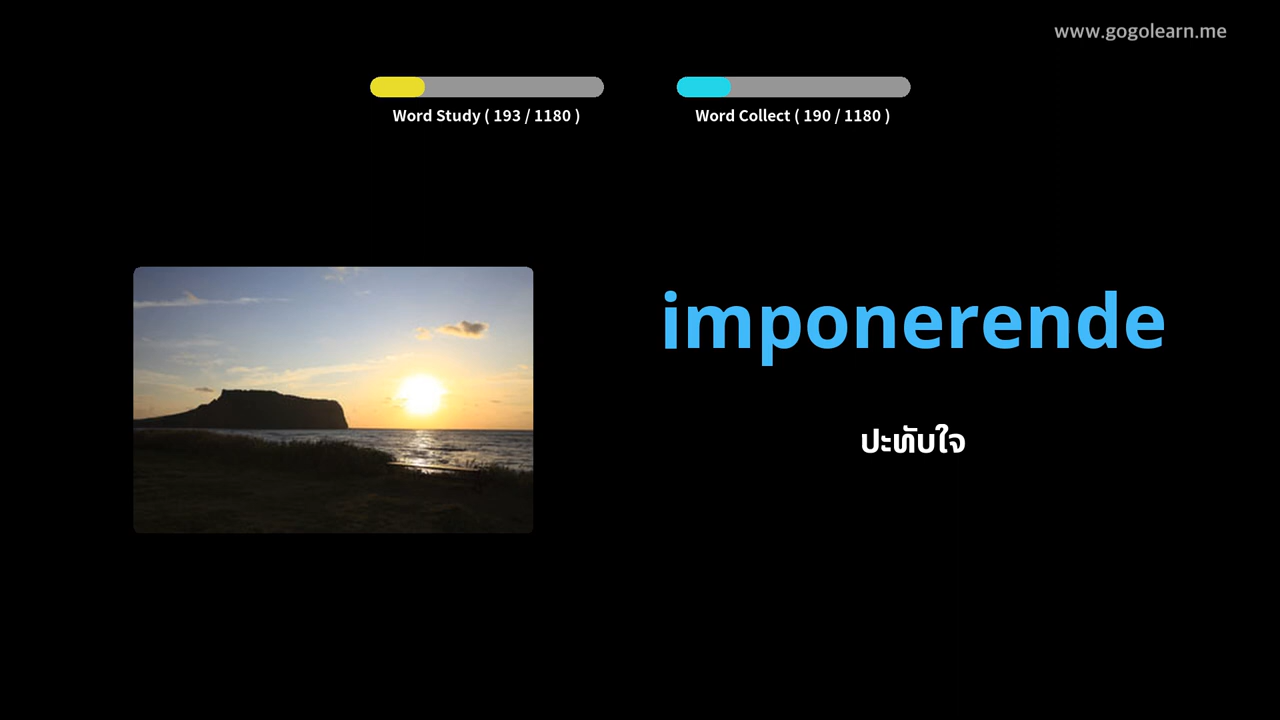 www.gogolearn.me
Word Study ( 193 / 1180 )
Word Collect ( 190 / 1180 )
imponerende
ປະທັບໃຈ